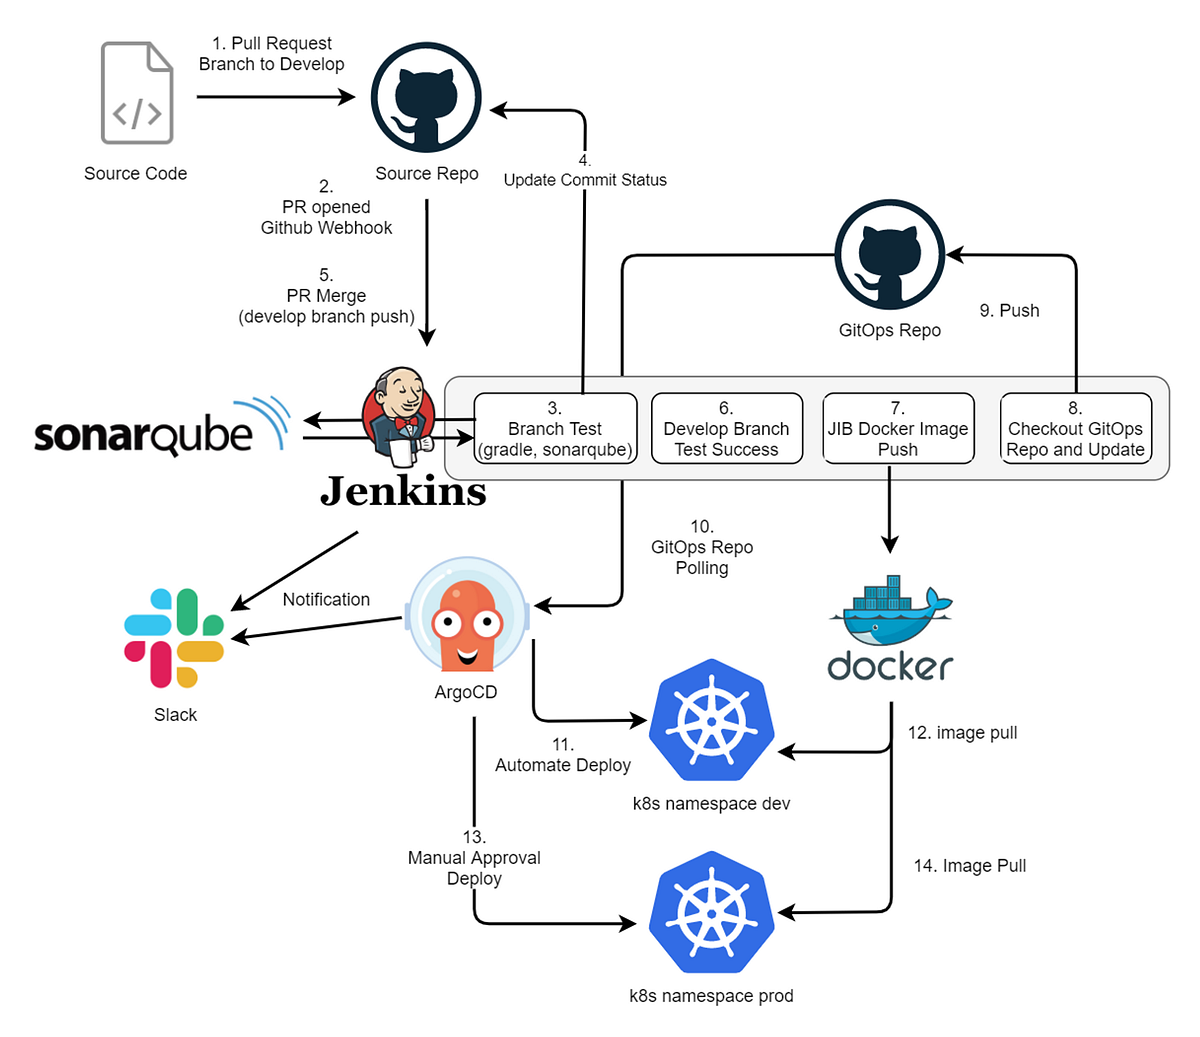 1. Pull Request
Branch to Develop
Source Code
Source Repo
2.
PR opened
Github Webhook
4.
Update Commit Status
5.
PR Merge
(develop branch push)
GitOps Repo
9. Push
sonarqube
Jenkins
3.
Branch Test
(gradle, sonarqube)
6.
Develop Branch
Test Success
7.
JIB Docker Image
Push
8.
Checkout GitOps
Repo and Update
10.
GitOps Repo
Polling
Notification
Slack
ArgoCD
docker
11.
Automate Deploy
12. image pull
k8s namespace dev
13.
Manual Approval
Deploy
14. Image Pull
k8s namespace prod